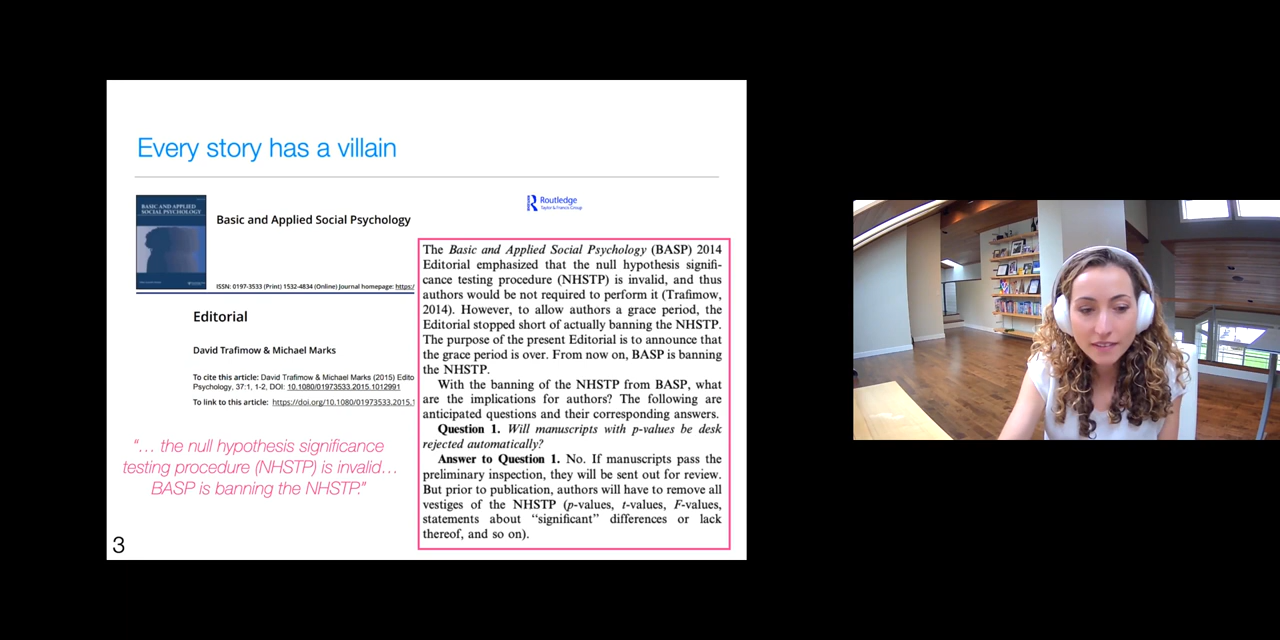 Every story has a villain
BASIC AND APPLIED
SOCIAL PSYCHOLOGY
Basic and Applied Social Psychology
Routledge
Taylor & Francis Group
ISSN: 0197-3533 (Print) 1532-4834 (Online) Journal homepage: https:/
Editorial
David Trafimow & Michael Marks
To cite this article: David Trafimow & Michael Marks (2015) Edito
Psychology, 37:1, 1-2, DOI: 10.1080/01973533.2015.1012991
To link to this article: https://doi.org/10.1080/01973533.2015.1
"… the null hypothesis significance
testing procedure (NHSTP) is invalid…
BASP is banning the NHSTP."
The Basic and Applied Social Psychology (BASP) 2014
Editorial emphasized that the null hypothesis signifi-
cance testing procedure (NHSTP) is invalid, and thus
authors would be not required to perform it (Trafimow,
2014). However, to allow authors a grace period, the
Editorial stopped short of actually banning the NHSTP.
The purpose of the present Editorial is to announce that
the grace period is over. From now on, BASP is banning
the NHSTP.
With the banning of the NHSTP from BASP, what
are the implications for authors? The following are
anticipated questions and their corresponding answers.
Question 1. Will manuscripts with p-values be desk
rejected automatically?
Answer to Question 1. No. If manuscripts pass the
preliminary inspection, they will be sent out for review.
But prior to publication, authors will have to remove all
vestiges of the NHSTP (p-values, t-values, F-values,
statements about ‘‘significant’’ differences or lack
thereof, and so on).
3